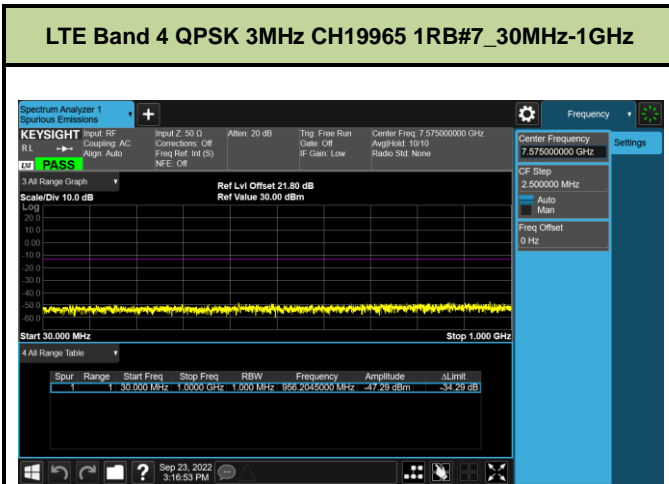 LTE Band 4 QPSK 3MHz CH19965 1RB#7_30MHz-1GHz
Spectrum Analyzer 1
Spurious Emissions
+
Frequency
KEYSIGHT
RL
PASS
Input: RF
Coupling: AC
Align: Auto
Input Z: 50 Ω
Corrections: Off
Freq Ref: Int (S)
NFE: Off
Atten: 20 dB
Trig: Free Run
Gate: Off
IF Gain: Low
Center Freq: 7.575000000 GHz
Avg|Hold: 10/10
Radio Std: None
Center Frequency
7.575000000 GHz
Settings
CF Step
2.500000 MHz
Auto
Man
Freq Offset
0 Hz
3 All Range Graph
Scale/Div 10.0 dB
Ref Lvl Offset 21.80 dB
Ref Value 30.00 dBm
Log
20.0
10.0
0.00
-10.0
-20.0
-30.0
-40.0
-50.0
-60.0
Start 30.000 MHz
Stop 1.000 GHz
4 All Range Table
Spur Range Start Freq Stop Freq RBW Frequency Amplitude ΔLimit
1 1 30.000 MHz 1.0000 GHz 1.000 MHz 956.2045000 MHz -47.29 dBm -34.29 dB
?
Sep 23, 2022
3:16:53 PM